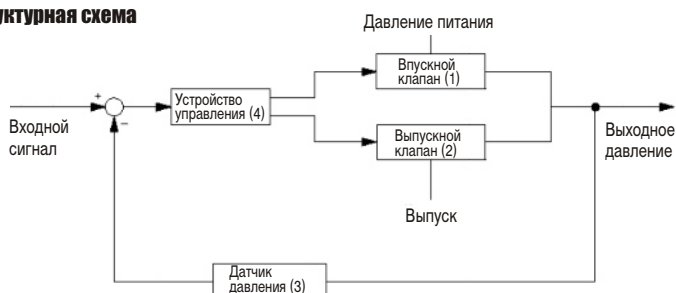 уктурная схема
Давление питания
Впускной
клапан (1)
+
Устройство
управления (4)
–
Входной
сигнал
Выпускной
клапан (2)
Выходное
давление
Выпуск
Датчик
давления (3)